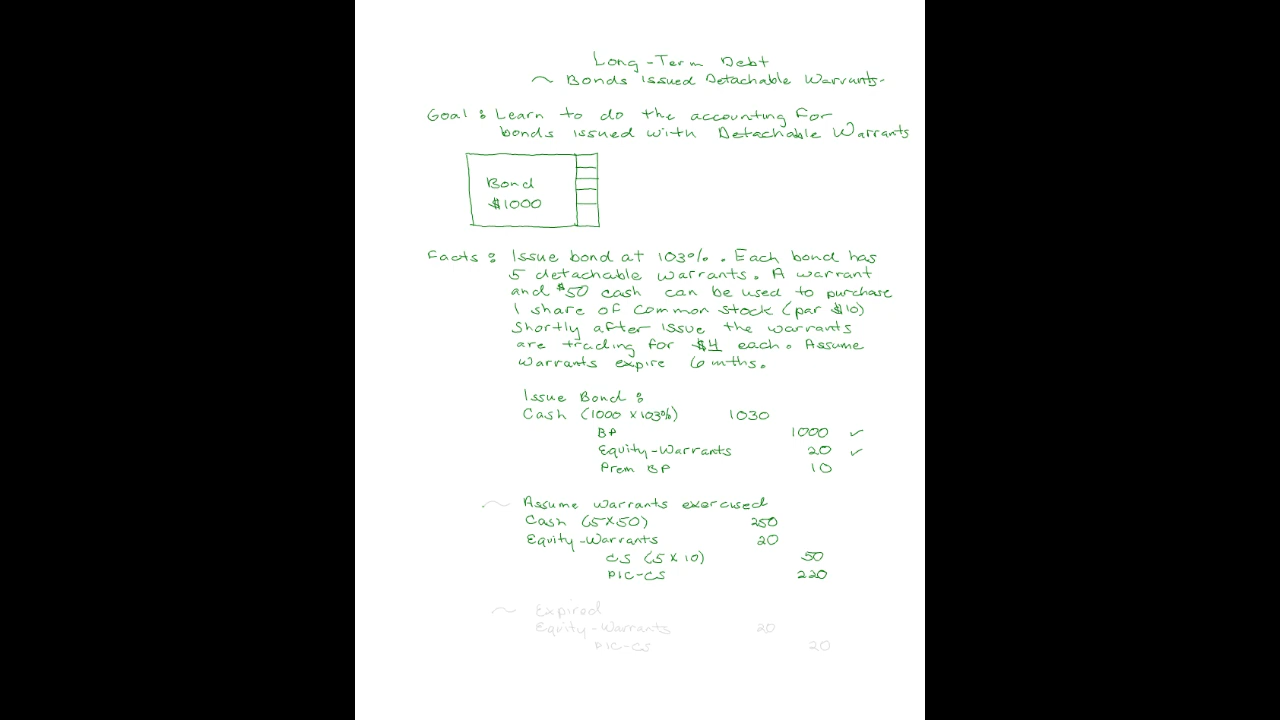 Long-Term Debt
~ Bonds Issued Detachable Warrants-
Goal: Learn to do the accounting for
bonds issued with Detachable Warrants
Bond
$1000
Facts: Issue bond at 103%. Each bond has
5 detachable warrants. A warrant
and $50 cash can be used to purchase
1 share of common stock (par $10)
Shortly after issue the warrants
are trading for $4 each. Assume
warrants expire 6 mths.
Issue Bond:
Cash (1000 x 103%) 1030
BP 1000 ✓
Equity-Warrants 20 ✓
Prem BP 10
~ Assume warrants exercised
Cash (5x50) 250
Equity-Warrants 20
CS (5 x 10) 50
PIC-CS 220
~ Expired
Equity-Warrants 20
PIC-CS 20